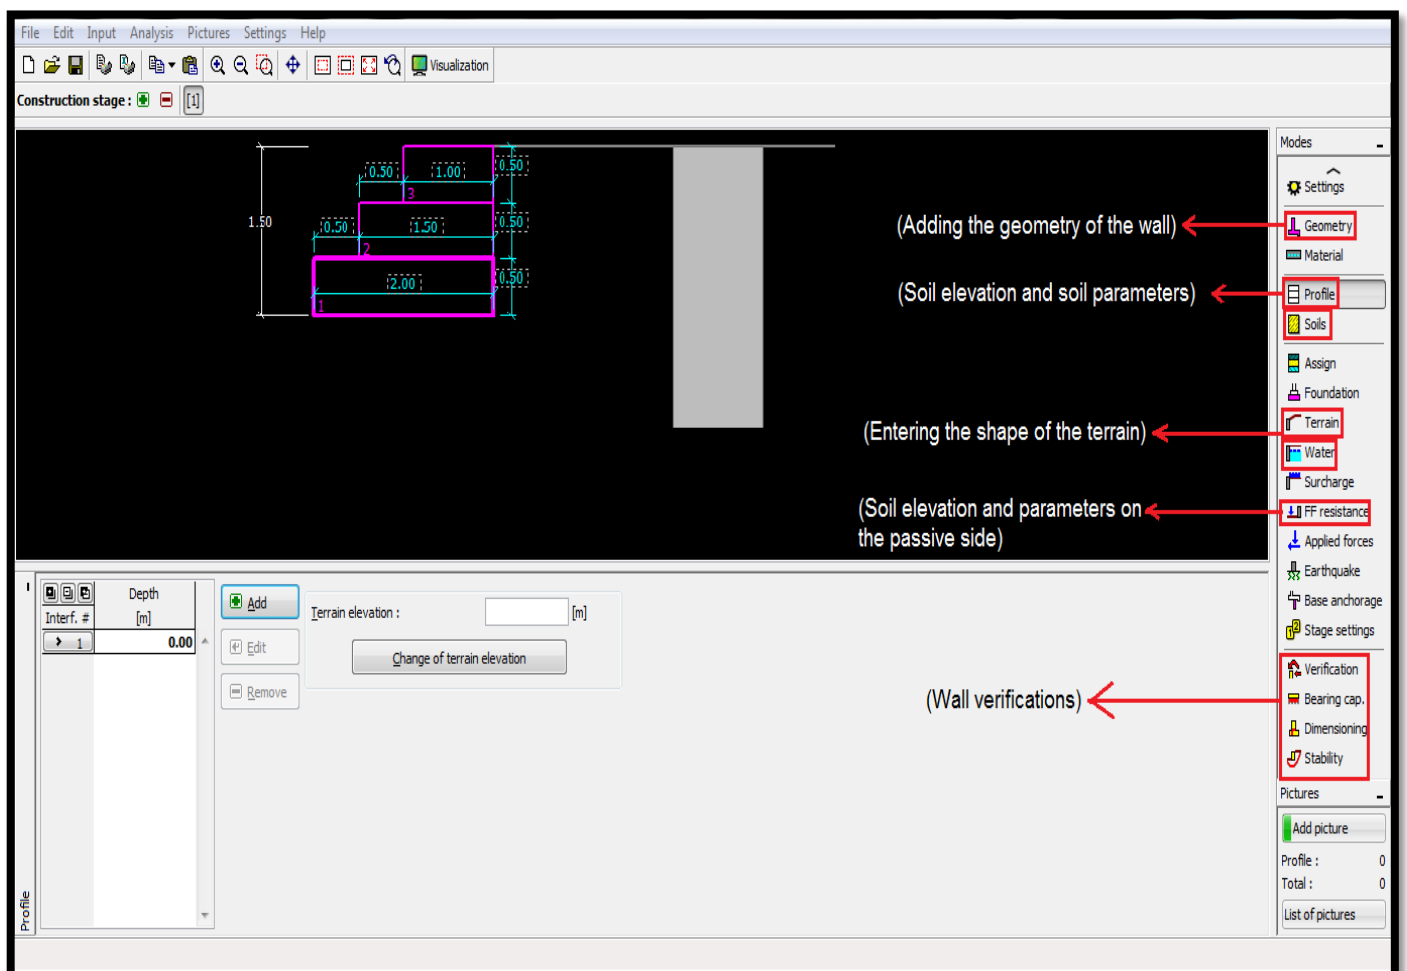 File Edit Input Analysis Pictures Settings Help
Visualization
Construction stage : [1]
Modes
Settings
Geometry
Material
Profile
Soils
Assign
Foundation
Terrain
Water
Surcharge
FF resistance
Applied forces
Earthquake
Base anchorage
Stage settings
Verification
Bearing cap.
Dimensioning
Stability
Pictures
Add picture
Profile : 0
Total : 0
List of pictures
0.50 1.00 0.50
3
1.50 0.50 1.50 0.50
2
2.00 0.50
1
(Adding the geometry of the wall)
(Soil elevation and soil parameters)
(Entering the shape of the terrain)
(Soil elevation and parameters on
the passive side)
(Wall verifications)
Interf. # Depth
[m]
1 0.00
Add
Edit
Remove
Terrain elevation : [m]
Change of terrain elevation
Profile